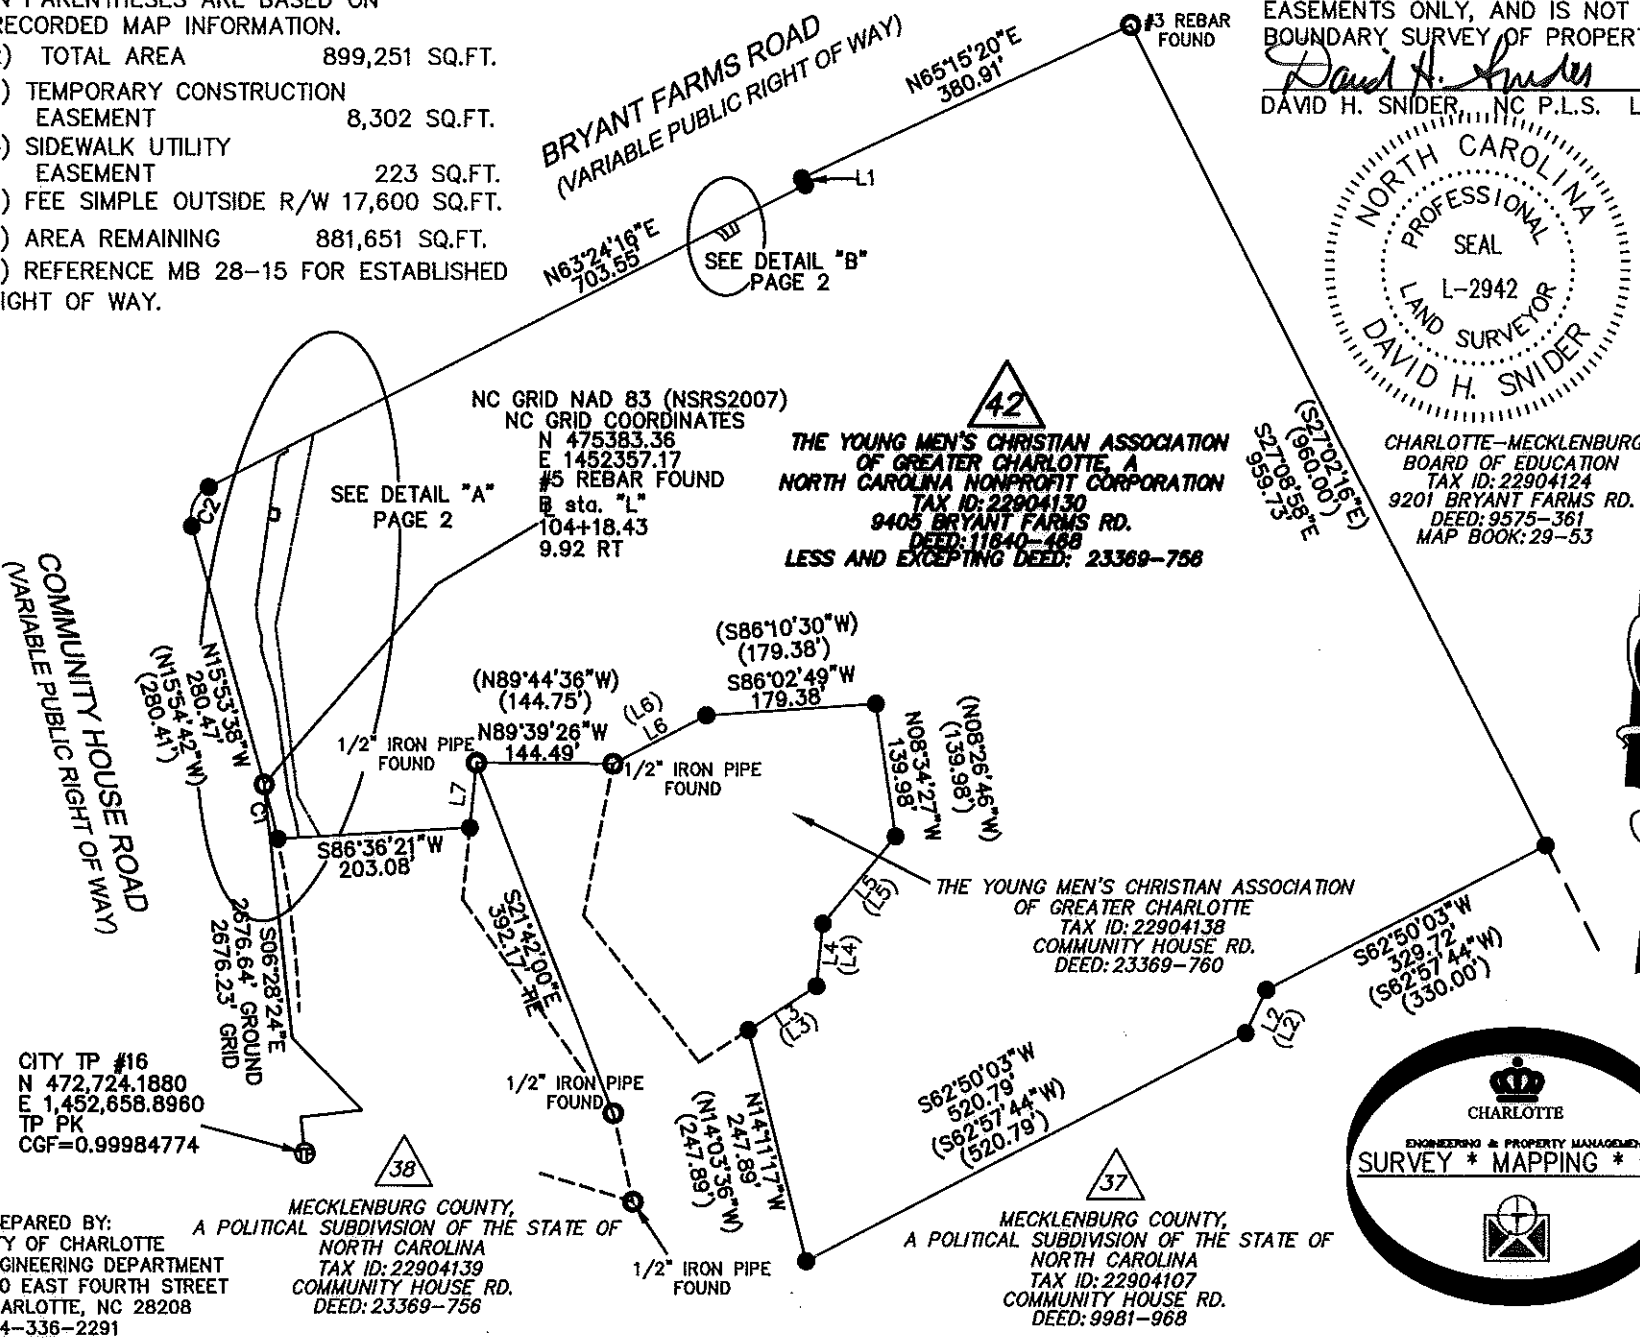 N PARENTHESES ARE BASED ON
RECORDED MAP INFORMATION.
) TOTAL AREA 899,251 SQ.FT.
) TEMPORARY CONSTRUCTION
EASEMENT 8,302 SQ.FT.
) SIDEWALK UTILITY
EASEMENT 223 SQ.FT.
) FEE SIMPLE OUTSIDE R/W 17,600 SQ.FT.
) AREA REMAINING 881,651 SQ.FT.
) REFERENCE MB 28-15 FOR ESTABLISHED
IGHT OF WAY.
BRYANT FARMS ROAD
(VARIABLE PUBLIC RIGHT OF WAY)
N65°15'20"E
380.91'
#3 REBAR
FOUND
EASEMENTS ONLY, AND IS NOT
BOUNDARY SURVEY OF PROPERT
David H. Snider
DAVID H. SNIDER, NC P.L.S. L
NORTH CAROLINA
PROFESSIONAL
SEAL
L-2942
LAND SURVEYOR
DAVID H. SNIDER
L1
N63°24'16"E
703.55'
SEE DETAIL "B"
PAGE 2
NC GRID NAD 83 (NSRS2007)
NC GRID COORDINATES
N 475383.36
E 1452357.17
#5 REBAR FOUND
BL sta. "L"
104+18.43
9.92 RT
SEE DETAIL "A"
PAGE 2
42
THE YOUNG MEN'S CHRISTIAN ASSOCIATION
OF GREATER CHARLOTTE, A
NORTH CAROLINA NONPROFIT CORPORATION
TAX ID: 22904130
9405 BRYANT FARMS RD.
DEED: 11640-468
LESS AND EXCEPTING DEED: 23369-756
(S27°02'16"E)
(960.00')
S27°08'58"E
959.73'
CHARLOTTE-MECKLENBURG
BOARD OF EDUCATION
TAX ID: 22904124
9201 BRYANT FARMS RD.
DEED: 9575-361
MAP BOOK: 29-53
C2
COMMUNITY HOUSE ROAD
(VARIABLE PUBLIC RIGHT OF WAY)
N15°53'38"W
280.47'
(N15°54'42"W)
(280.41')
C1
1/2" IRON PIPE
FOUND
(N89°44'36"W)
(144.75')
N89°39'26"W
144.49'
(L6)
L6
(S86°10'30"W)
(179.38')
S86°02'49"W
179.38'
1/2" IRON PIPE
FOUND
N08°34'27"W
139.98'
(N08°26'46"W)
(139.98')
L7
S86°36'21"W
203.08'
L5
(L5)
THE YOUNG MEN'S CHRISTIAN ASSOCIATION
OF GREATER CHARLOTTE
TAX ID: 22904138
COMMUNITY HOUSE RD.
DEED: 23369-760
S21°42'00"E
392.17' TIE
L4
(L4)
L3
(L3)
S62°50'03"W
329.72'
(S62°57'44"W)
(330.00')
L2
(L2)
S06°28'24"E
2676.64' GROUND
2676.23' GRID
CITY TP #16
N 472,724.1880
E 1,452,658.8960
TP PK
CGF=0.99984774
TP
1/2" IRON PIPE
FOUND
N14°11'17"W
247.89'
(N14°03'36"W)
(247.89')
S62°50'03"W
520.79'
(S62°57'44"W)
(520.79')
CHARLOTTE
ENGINEERING & PROPERTY MANAGEMEN
SURVEY * MAPPING *
38
MECKLENBURG COUNTY,
A POLITICAL SUBDIVISION OF THE STATE OF
NORTH CAROLINA
TAX ID: 22904139
COMMUNITY HOUSE RD.
DEED: 23369-756
1/2" IRON PIPE
FOUND
37
MECKLENBURG COUNTY,
A POLITICAL SUBDIVISION OF THE STATE OF
NORTH CAROLINA
TAX ID: 22904107
COMMUNITY HOUSE RD.
DEED: 9981-968
EPARED BY:
TY OF CHARLOTTE
GINEERING DEPARTMENT
0 EAST FOURTH STREET
ARLOTTE, NC 28208
4-336-2291